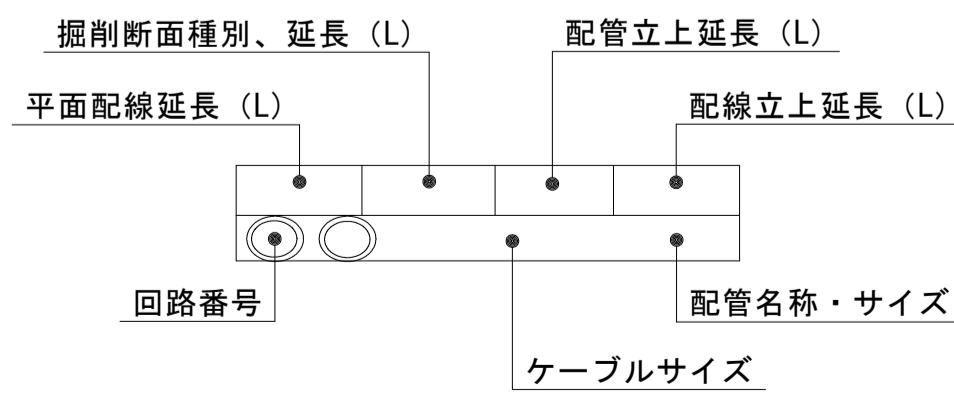 掘削断面種別、延長（L）
配管立上延長（L）
平面配線延長（L）
配線立上延長（L）
回路番号
配管名称・サイズ
ケーブルサイズ